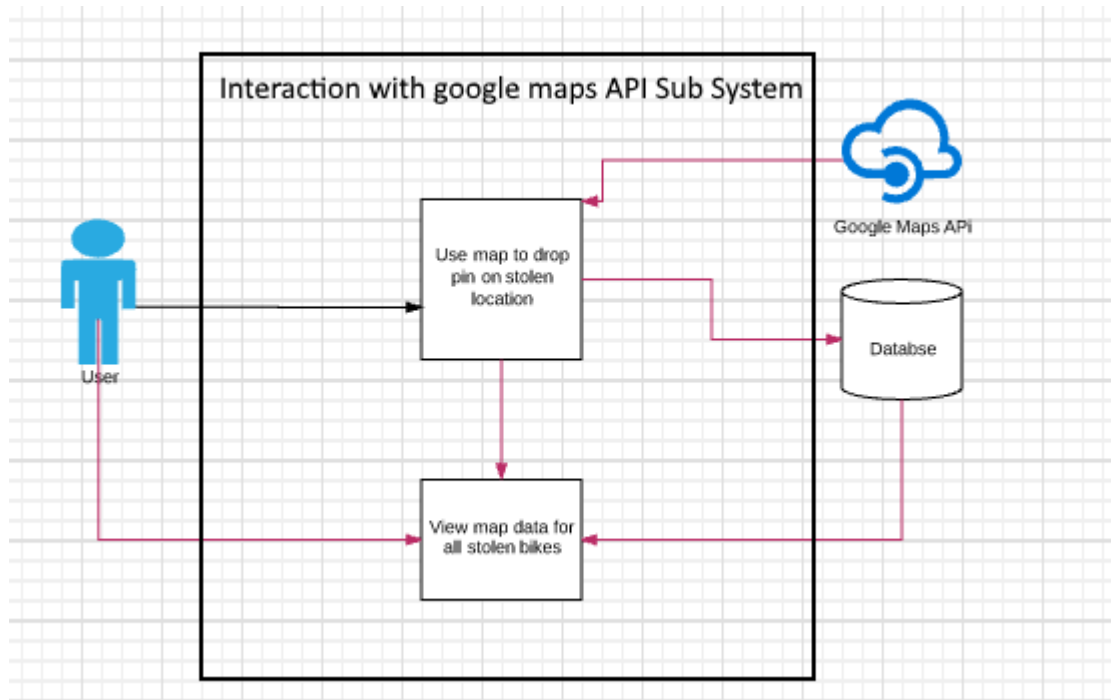 Interaction with google maps API Sub System
Google Maps APi
Use map to drop
pin on stolen
location
Databse
User
View map data for
all stolen bikes